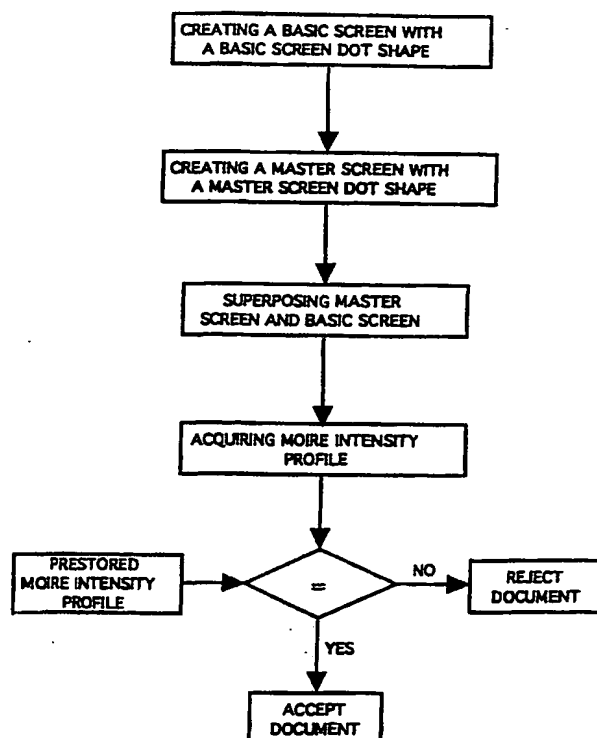 CREATING A BASIC SCREEN WITH
A BASIC SCREEN DOT SHAPE
CREATING A MASTER SCREEN WITH
A MASTER SCREEN DOT SHAPE
SUPERPOSING MASTER
SCREEN AND BASIC SCREEN
ACQUIRING MOIRE INTENSITY
PROFILE
PRESTORED
MOIRE INTENSITY
PROFILE
=
NO
REJECT
DOCUMENT
YES
ACCEPT
DOCUMENT